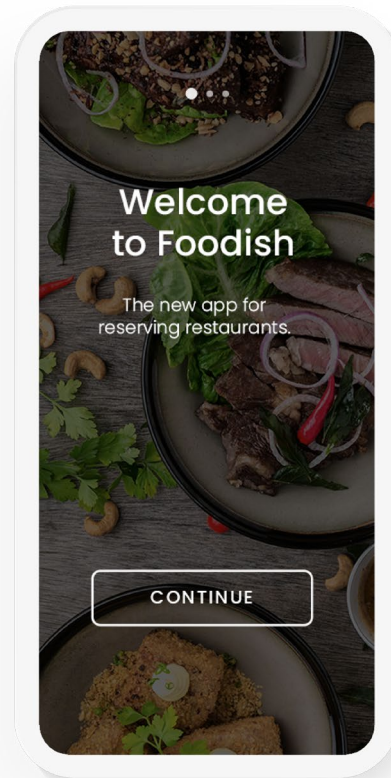 Welcome
to Foodish
The new app for
reserving restaurants.
CONTINUE